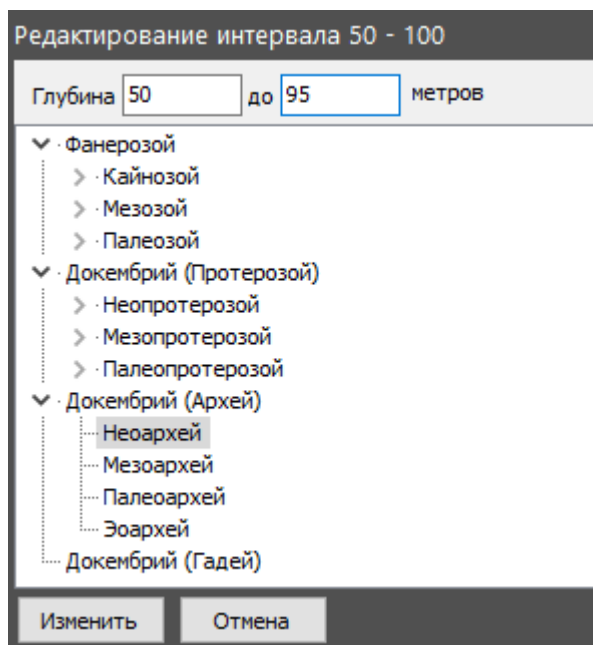 Редактирование интервала 50 - 100
Глубина 50 до 95 метров
Фанерозой
Кайнозой
Мезозой
Палеозой
Докембрий (Протерозой)
Неопротерозой
Мезопротерозой
Палеопротерозой
Докембрий (Архей)
Неоархей
Мезоархей
Палеоархей
Эоархей
Докембрий (Гадей)
Изменить Отмена